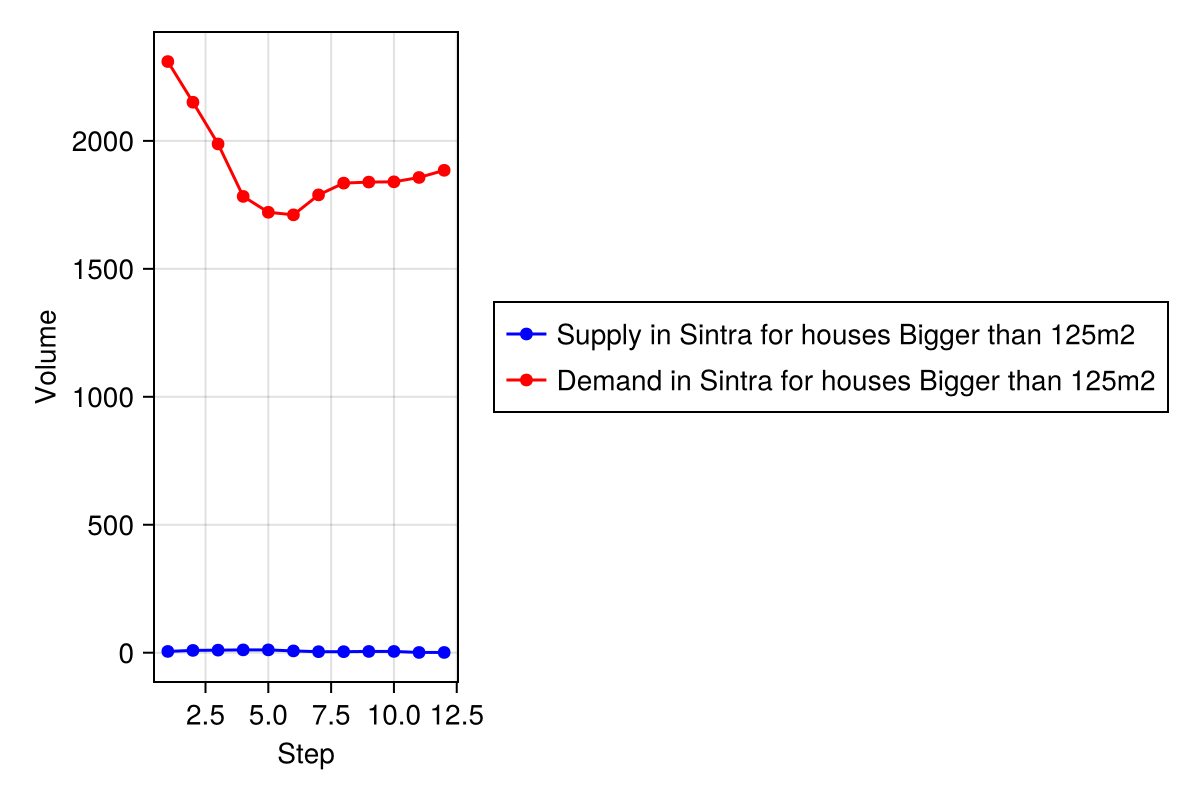 2000
1500
1000
500
0
Volume
2.5 5.0 7.5 10.0 12.5
Step
Supply in Sintra for houses Bigger than 125m2
Demand in Sintra for houses Bigger than 125m2